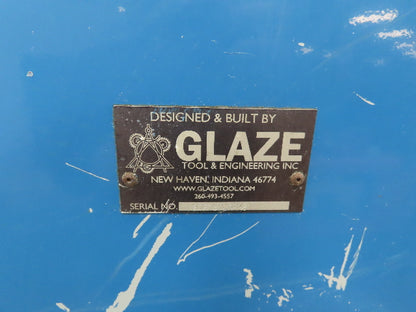 DESIGNED & BUILT BY
GLAZE
TOOL & ENGINEERING INC
NEW HAVEN, INDIANA 46774
WWW.GLAZETOOL.COM
260-493-4557
SERIAL NO.